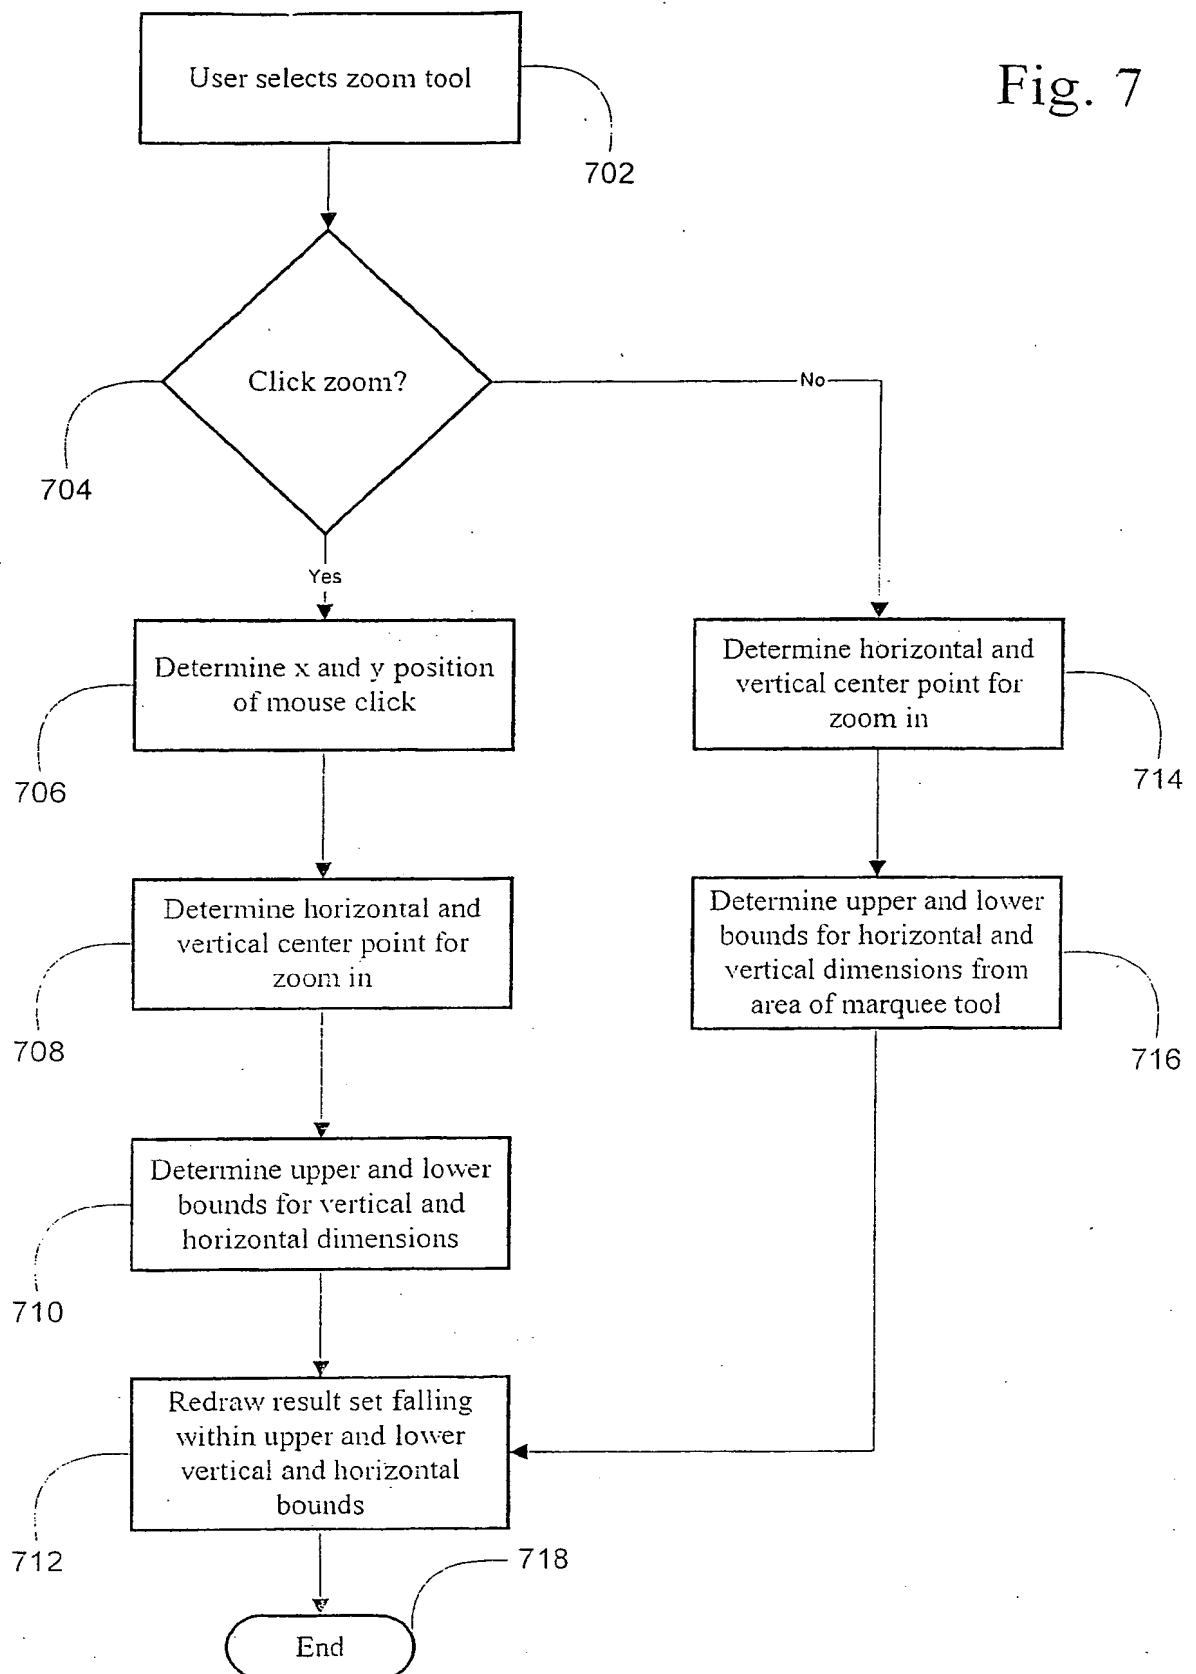 Fig. 7
User selects zoom tool
702
Click zoom?
704
No
Yes
Determine x and y position
of mouse click
706
Determine horizontal and
vertical center point for
zoom in
714
Determine horizontal and
vertical center point for
zoom in
708
Determine upper and lower
bounds for horizontal and
vertical dimensions from
area of marquee tool
716
Determine upper and lower
bounds for vertical and
horizontal dimensions
710
Redraw result set falling
within upper and lower
vertical and horizontal
bounds
712
718
End